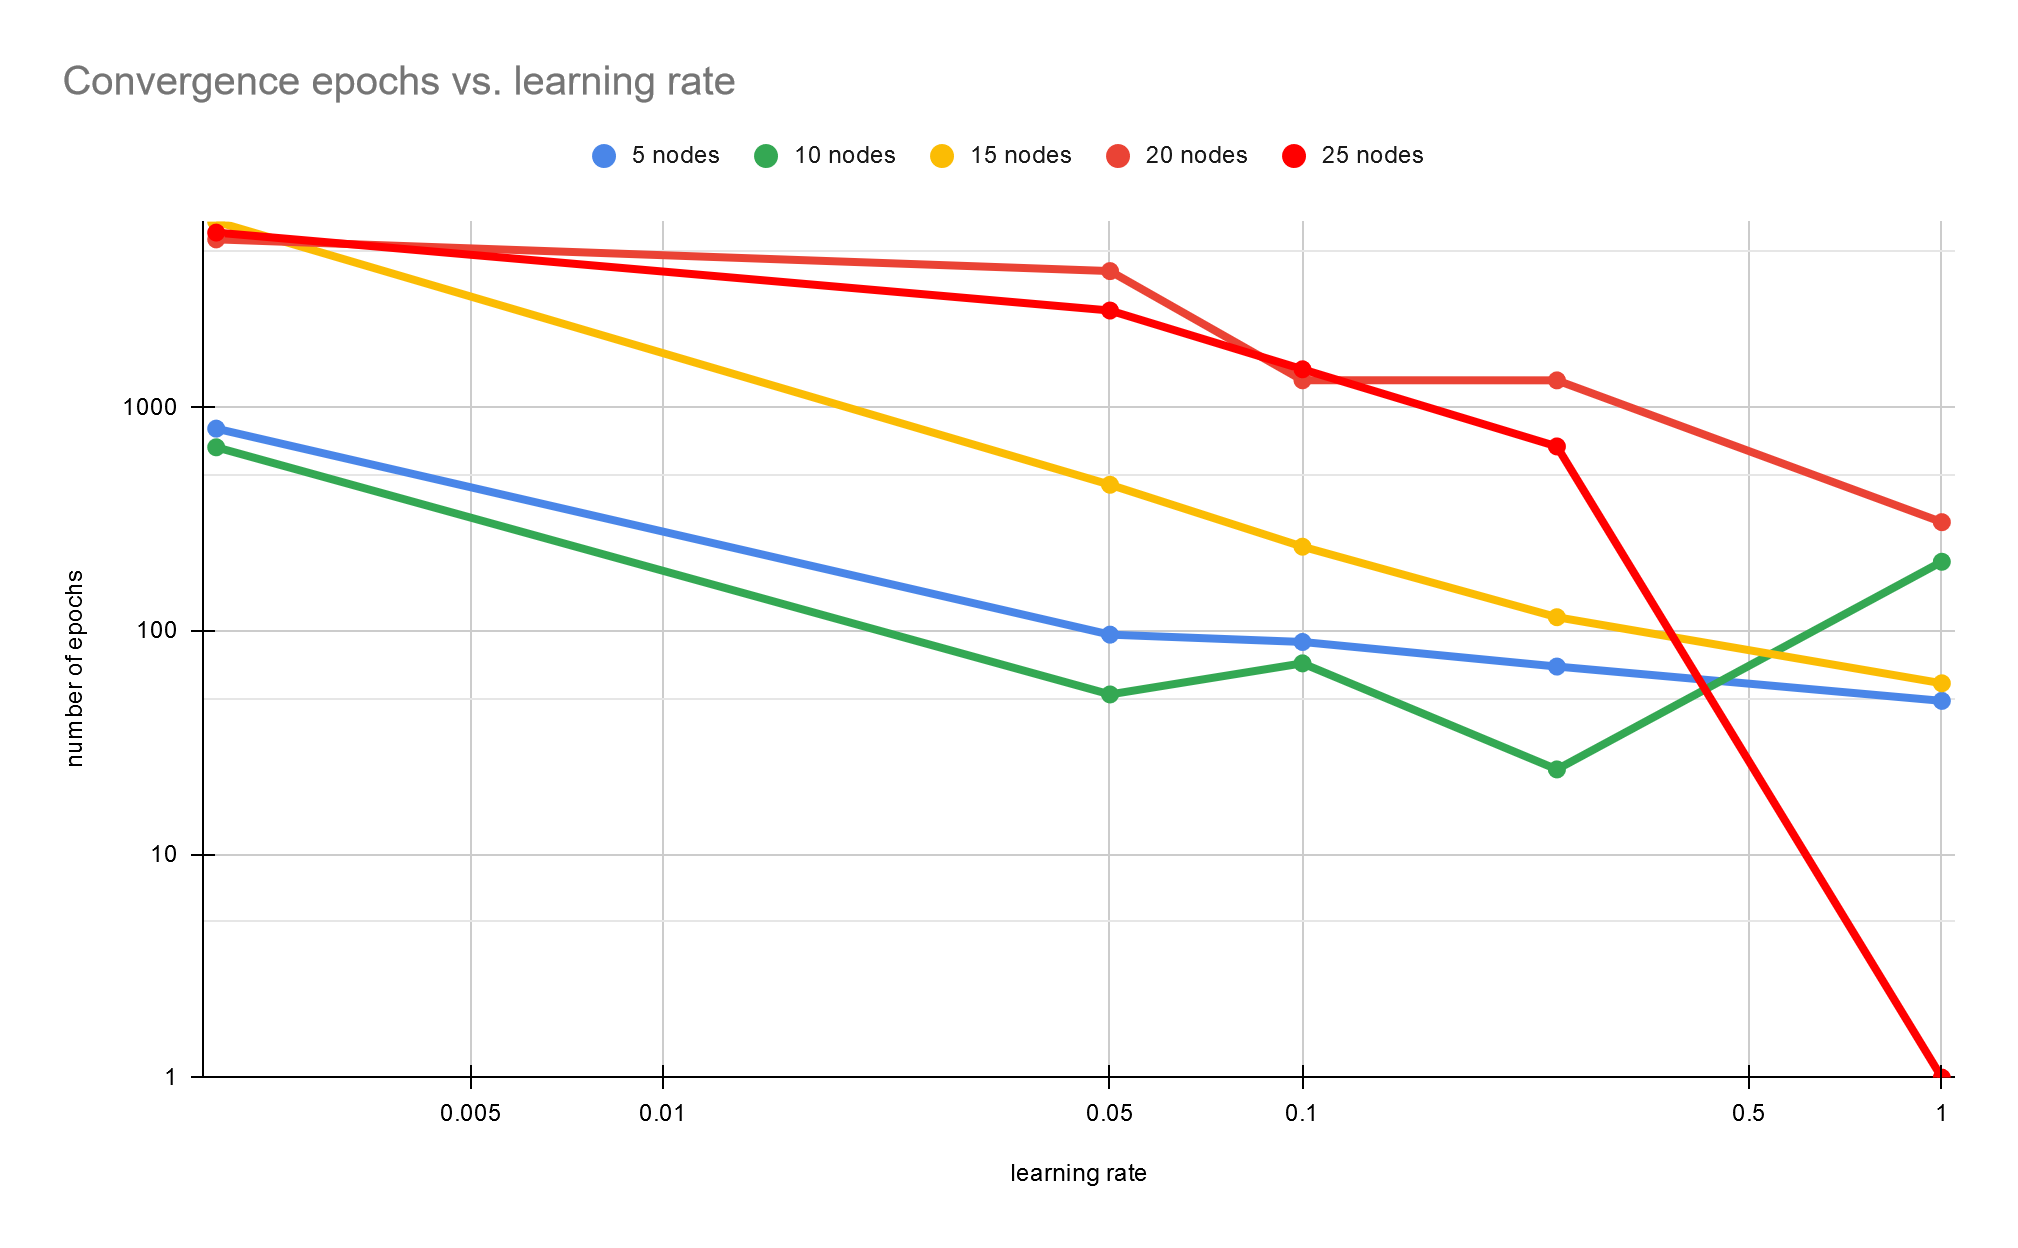 Convergence epochs vs. learning rate
5 nodes 10 nodes 15 nodes 20 nodes 25 nodes
1000
100
10
1
number of epochs
0.005 0.01 0.05 0.1 0.5 1
learning rate